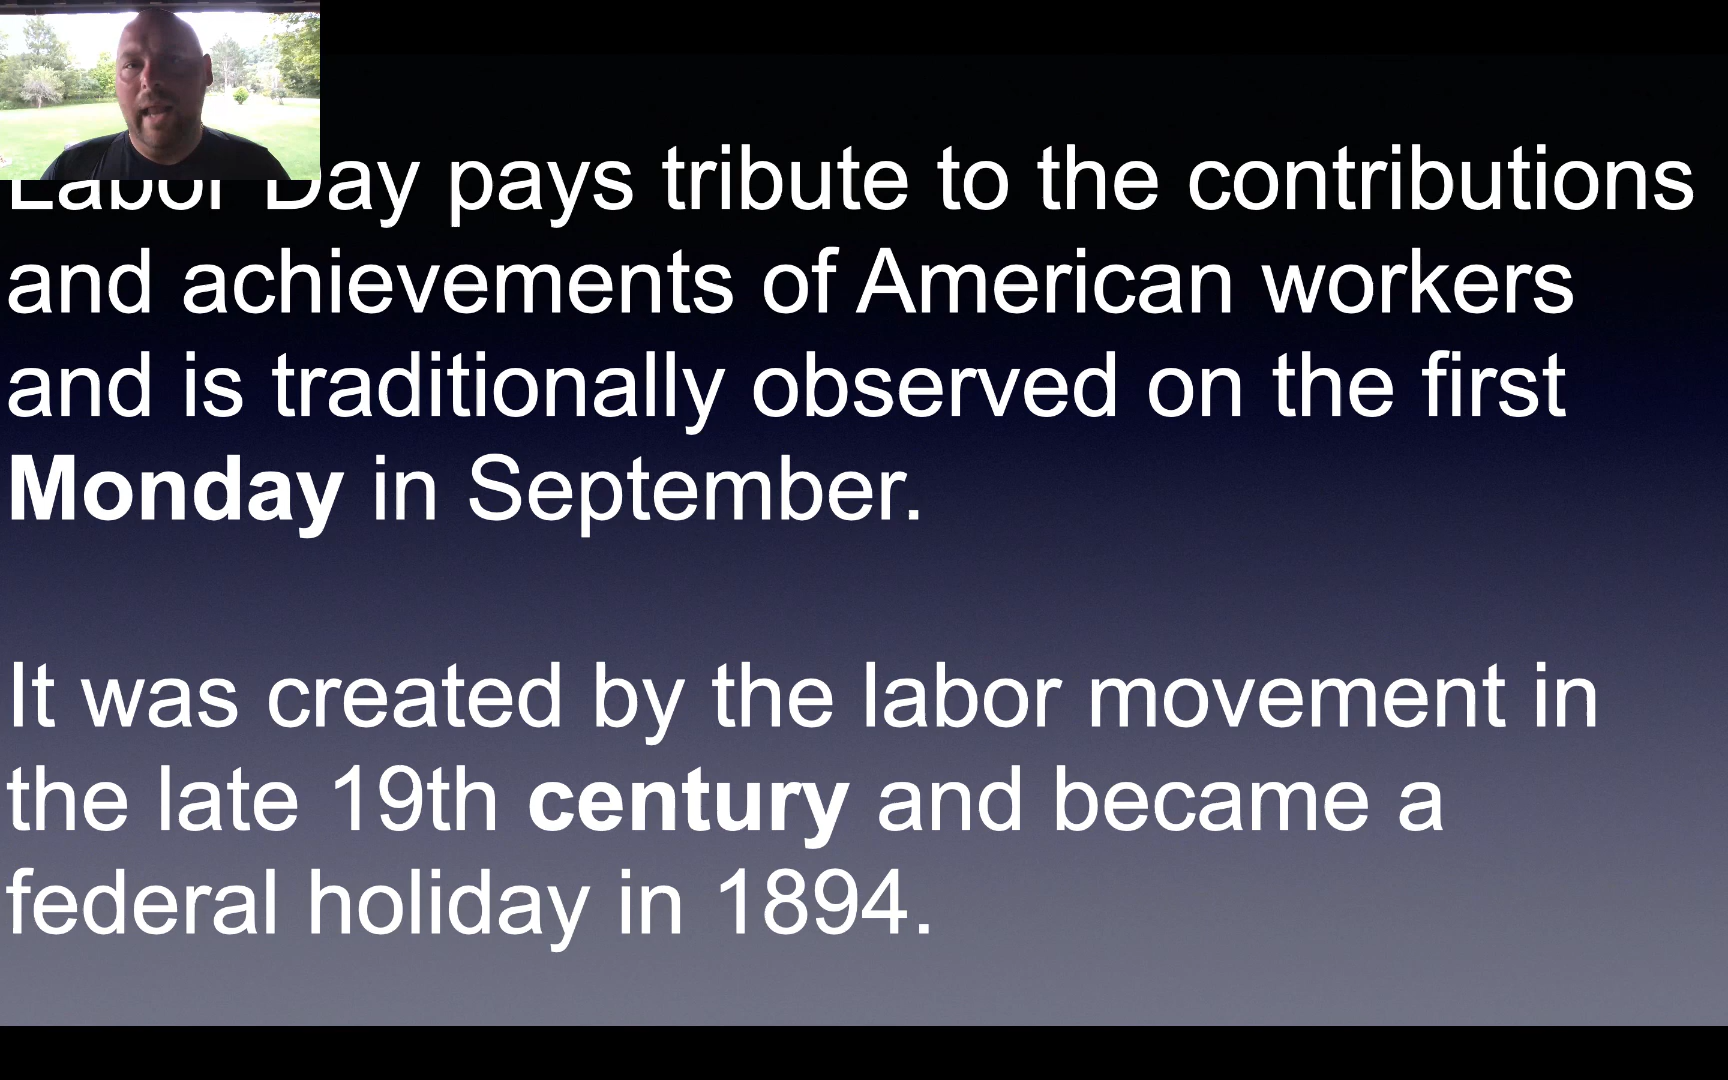 Labor Day pays tribute to the contributions
and achievements of American workers
and is traditionally observed on the first
Monday in September.
It was created by the labor movement in
the late 19th century and became a
federal holiday in 1894.